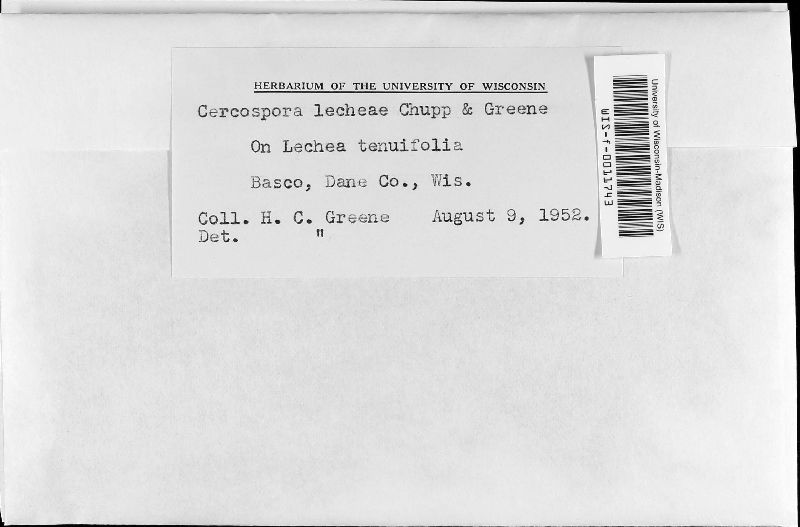 HERBARIUM OF THE UNIVERSITY OF WISCONSIN
Cercospora lecheae Chupp & Greene
On Lechea tenuifolia
Basco, Dane Co., Wis.
Coll. H. C. Greene August 9, 1952.
Det. "
University of Wisconsin-Madison (WIS)
WIS-f-0011743